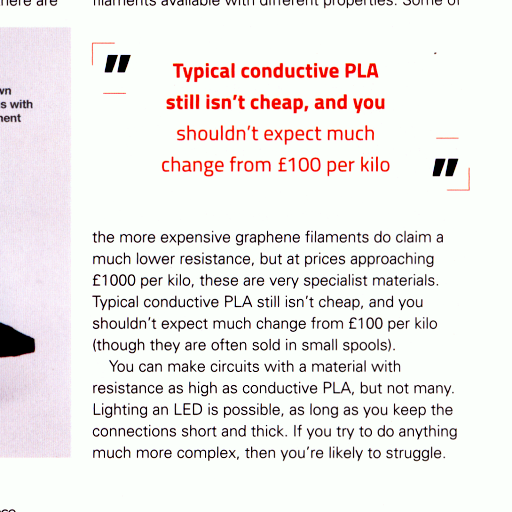 here are
filaments available with different properties. Some of
wn
s with
ment
"
Typical conductive PLA
still isn't cheap, and you
shouldn't expect much
change from £100 per kilo
"
the more expensive graphene filaments do claim a
much lower resistance, but at prices approaching
£1000 per kilo, these are very specialist materials.
Typical conductive PLA still isn't cheap, and you
shouldn't expect much change from £100 per kilo
(though they are often sold in small spools).
You can make circuits with a material with
resistance as high as conductive PLA, but not many.
Lighting an LED is possible, as long as you keep the
connections short and thick. If you try to do anything
much more complex, then you're likely to struggle.